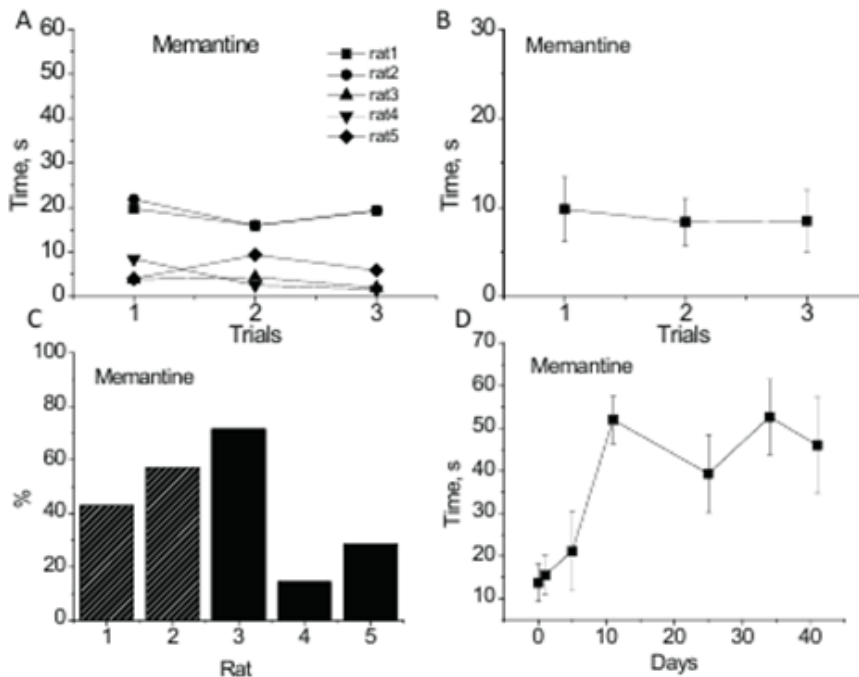 A
Memantine
rat1
rat2
rat3
rat4
rat5
60
50
40
30
20
10
0
Time, s
1 2 3
Trials
B
Memantine
30
20
10
0
Time, s
1 2 3
Trials
C
Memantine
100
80
60
40
20
0
%
1 2 3 4 5
Rat
D
Memantine
70
60
50
40
30
20
10
Time, s
0 10 20 30 40
Days